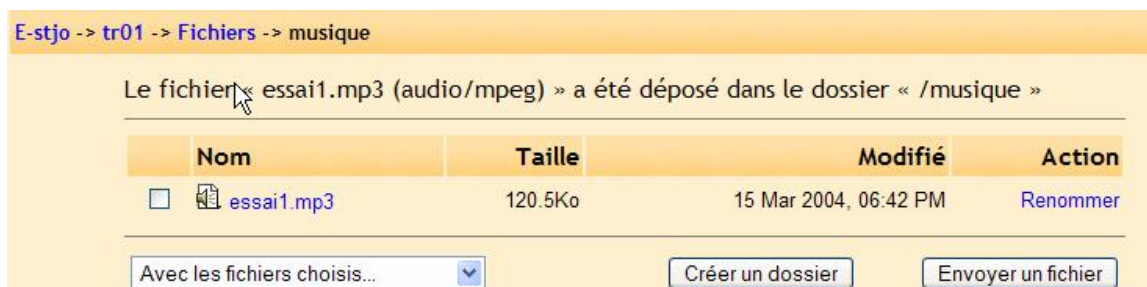 E-stjo -> tr01 -> Fichiers -> musique
Le fichier « essai1.mp3 (audio/mpeg) » a été déposé dans le dossier « /musique »
Nom Taille Modifié Action
essai1.mp3 120.5Ko 15 Mar 2004, 06:42 PM Renommer
Avec les fichiers choisis... Créer un dossier Envoyer un fichier